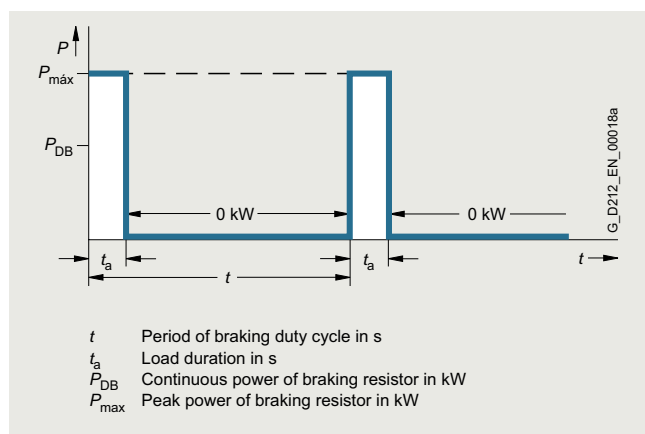 P
Pmáx
PDB
0 kW
0 kW
ta
ta
t
t
G_D212_EN_00018a
t Period of braking duty cycle in s
ta Load duration in s
PDB Continuous power of braking resistor in kW
Pmax Peak power of braking resistor in kW